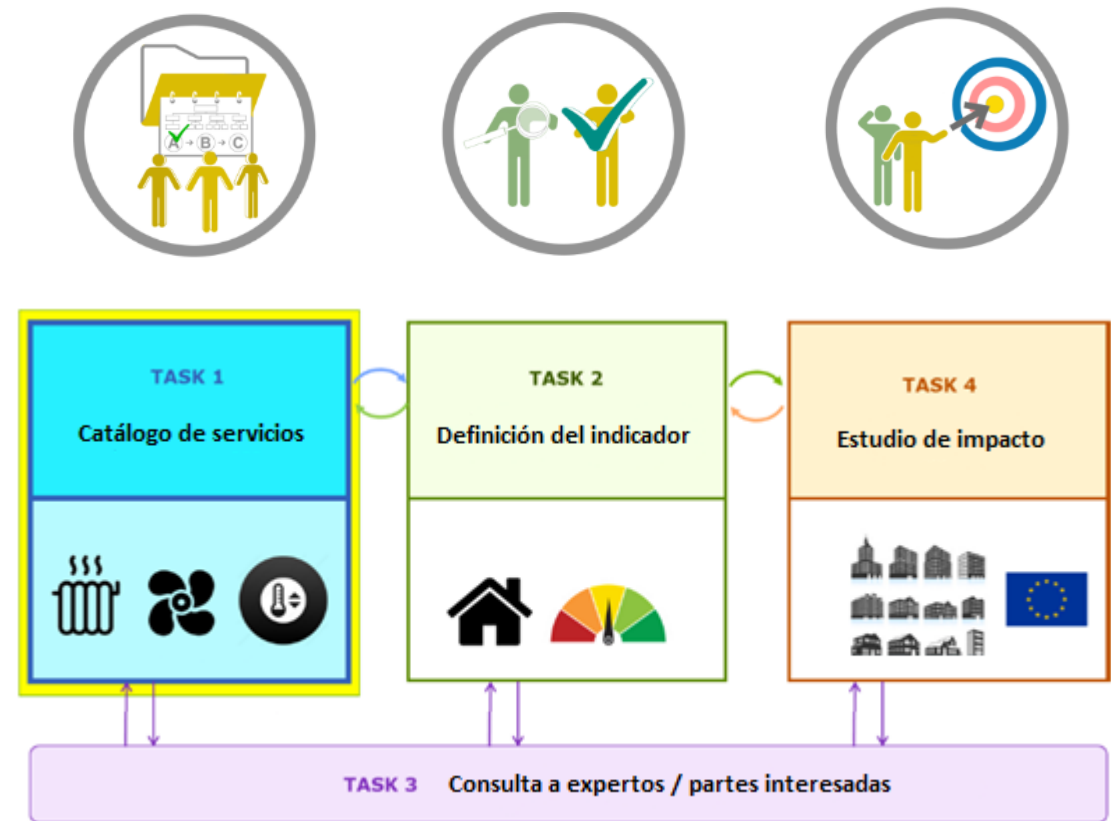 A B C
TASK 1
Catálogo de servicios
TASK 2
Definición del indicador
TASK 4
Estudio de impacto
TASK 3 Consulta a expertos / partes interesadas